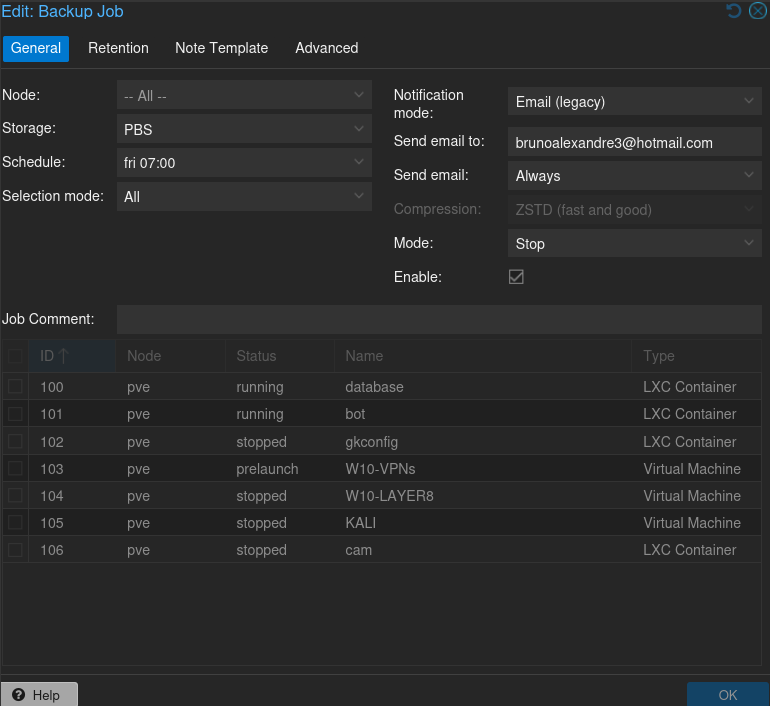 Edit: Backup Job
General Retention Note Template Advanced
Node: -- All --
Storage: PBS
Schedule: fri 07:00
Selection mode: All
Notification mode: Email (legacy)
Send email to: brunoalexandre3@hotmail.com
Send email: Always
Compression: ZSTD (fast and good)
Mode: Stop
Enable:
Job Comment:
ID Node Status Name Type
100 pve running database LXC Container
101 pve running bot LXC Container
102 pve stopped gkconfig LXC Container
103 pve prelaunch W10-VPNs Virtual Machine
104 pve stopped W10-LAYER8 Virtual Machine
105 pve stopped KALI Virtual Machine
106 pve stopped cam LXC Container
Help OK